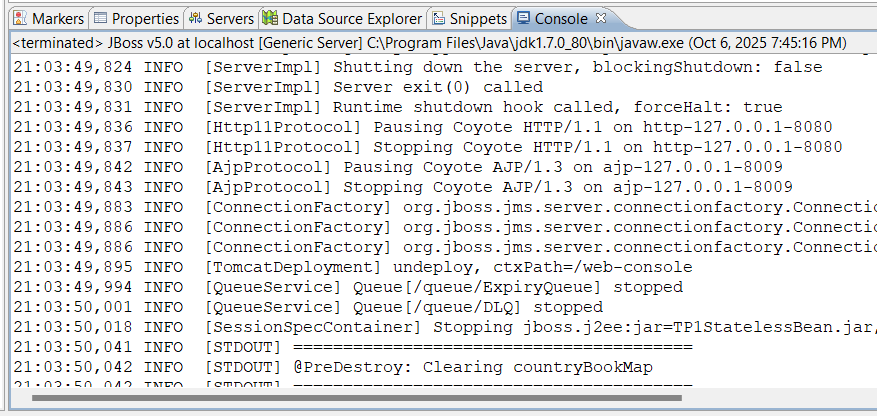 Markers Properties Servers Data Source Explorer Snippets Console
<terminated> JBoss v5.0 at localhost [Generic Server] C:\Program Files\Java\jdk1.7.0_80\bin\javaw.exe (Oct 6, 2025 7:45:16 PM)
21:03:49,824 INFO  [ServerImpl] Shutting down the server, blockingShutdown: false
21:03:49,830 INFO  [ServerImpl] Server exit(0) called
21:03:49,831 INFO  [ServerImpl] Runtime shutdown hook called, forceHalt: true
21:03:49,836 INFO  [Http11Protocol] Pausing Coyote HTTP/1.1 on http-127.0.0.1-8080
21:03:49,837 INFO  [Http11Protocol] Stopping Coyote HTTP/1.1 on http-127.0.0.1-8080
21:03:49,842 INFO  [AjpProtocol] Pausing Coyote AJP/1.3 on ajp-127.0.0.1-8009
21:03:49,843 INFO  [AjpProtocol] Stopping Coyote AJP/1.3 on ajp-127.0.0.1-8009
21:03:49,883 INFO  [ConnectionFactory] org.jboss.jms.server.connectionfactory.Connectio
21:03:49,886 INFO  [ConnectionFactory] org.jboss.jms.server.connectionfactory.Connectio
21:03:49,886 INFO  [ConnectionFactory] org.jboss.jms.server.connectionfactory.Connectio
21:03:49,895 INFO  [TomcatDeployment] undeploy, ctxPath=/web-console
21:03:49,994 INFO  [QueueService] Queue[/queue/ExpiryQueue] stopped
21:03:50,001 INFO  [QueueService] Queue[/queue/DLQ] stopped
21:03:50,018 INFO  [SessionSpecContainer] Stopping jboss.j2ee:jar=TP1StatelessBean.jar,
21:03:50,041 INFO  [STDOUT] ========================================
21:03:50,042 INFO  [STDOUT] @PreDestroy: Clearing countryBookMap
21:03:50,042 INFO  [STDOUT] ========================================